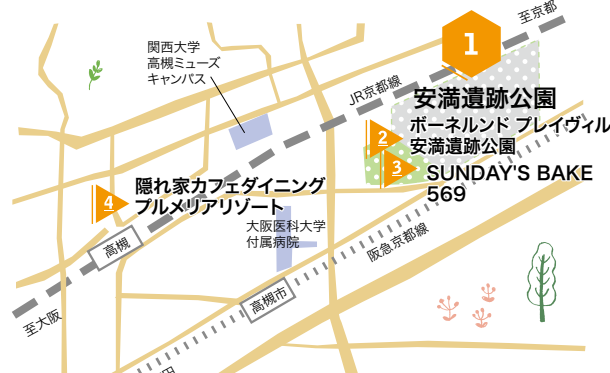 至京都
1
関西大学
高槻ミューズ
キャンパス
JR京都線
安満遺跡公園
2
ボーネルンド プレイヴィル
安満遺跡公園
3
SUNDAY'S BAKE
569
4
隠れ家カフェダイニング
プルメリアリゾート
大阪医科大学
付属病院
高槻
阪急京都線
高槻市
至大阪